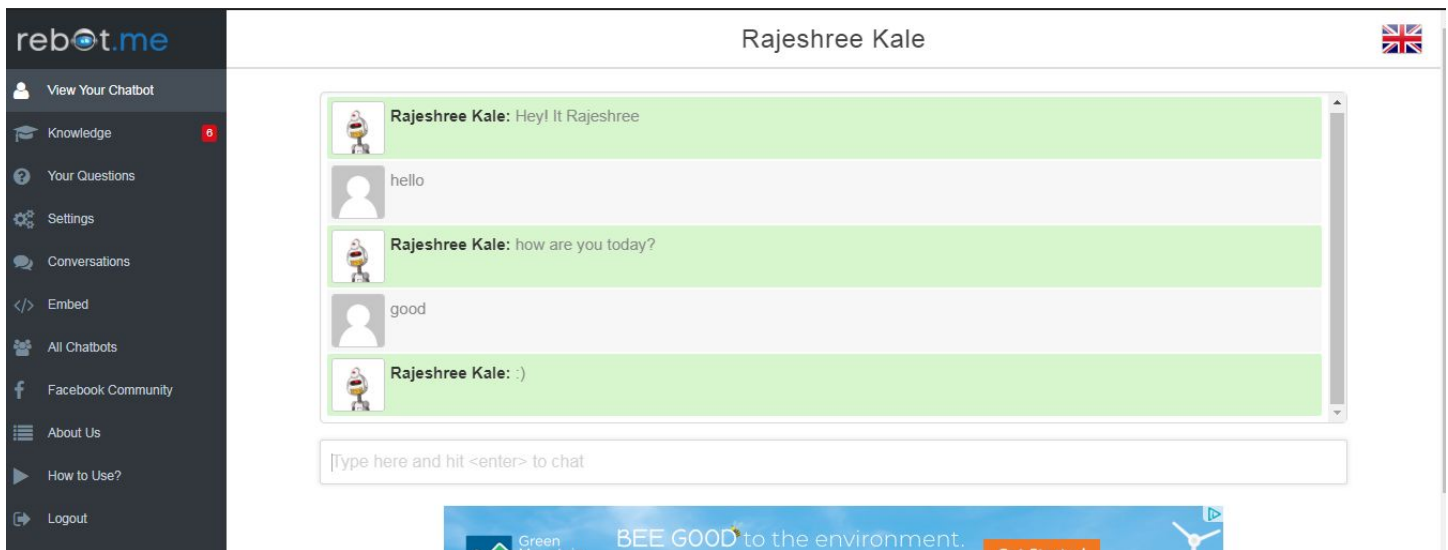 rebot.me
Rajeshree Kale
View Your Chatbot
Knowledge 6
Your Questions
Settings
Conversations
</> Embed
All Chatbots
Facebook Community
About Us
How to Use?
Logout
Rajeshree Kale: Hey! It Rajeshree
hello
Rajeshree Kale: how are you today?
good
Rajeshree Kale: :)
Type here and hit <enter> to chat
Green
BEE GOOD to the environment.